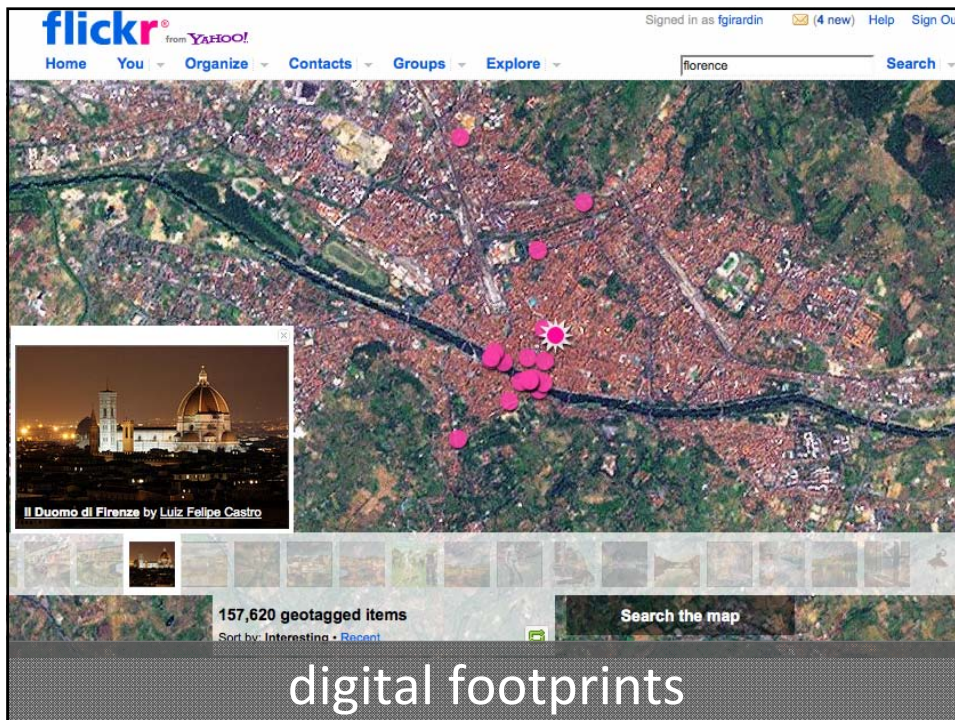 flickr® from YAHOO!
Signed in as fgirardin (4 new) Help Sign Ou
Home You Organize Contacts Groups Explore florence Search
Il Duomo di Firenze by Luiz Felipe Castro
157,620 geotagged items
Search the map
Sort by: Interesting • Recent
digital footprints